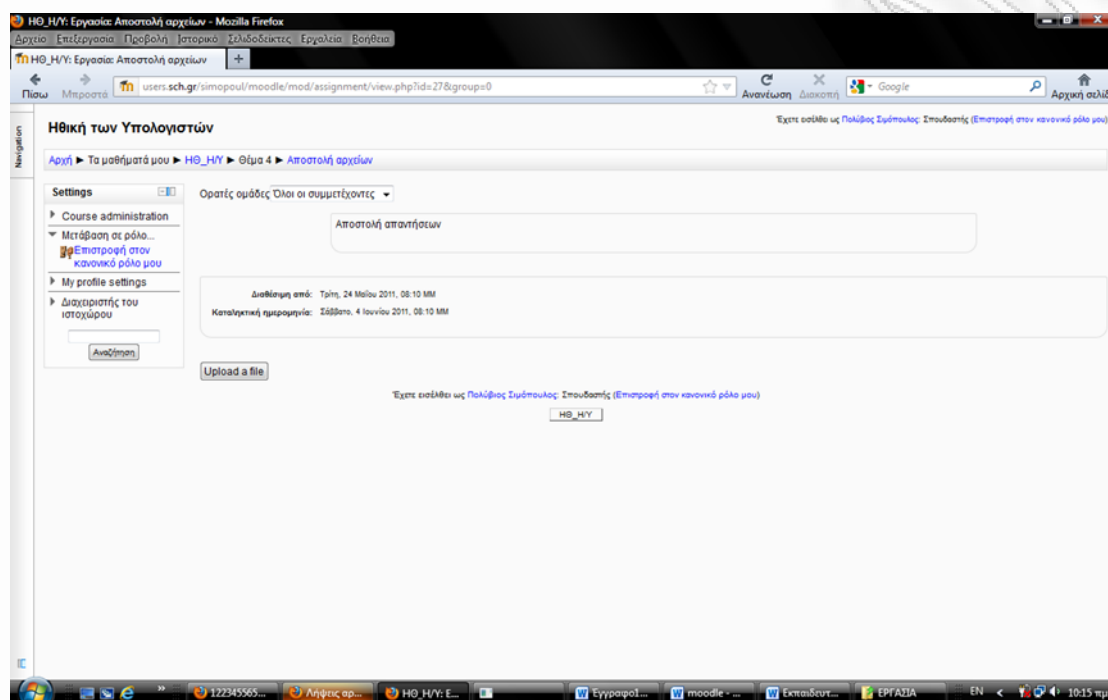 ΗΘ_Η/Υ: Εργασία: Αποστολή αρχείων - Mozilla Firefox
Αρχείο Επεξεργασία Προβολή Ιστορικό Σελιδοδείκτες Εργαλεία Βοήθεια
ΗΘ_Η/Υ: Εργασία: Αποστολή αρχείων +
Πίσω Μπροστά users.sch.gr/simopoul/moodle/mod/assignment/view.php?id=27&group=0 Ανανέωση Διακοπή Google Αρχική σελίδ
Navigation
Ηθική των Υπολογιστών
Έχετε εισέλθει ως Πολύβιος Σιμόπουλος: Σπουδαστής (Επιστροφή στον κανονικό ρόλο μου)
Αρχή ► Τα μαθήματά μου ► ΗΘ_Η/Υ ► Θέμα 4 ► Αποστολή αρχείων
Settings
Course administration
Μετάβαση σε ρόλο...
Επιστροφή στον
κανονικό ρόλο μου
My profile settings
Διαχειριστής του
ιστοχώρου
Αναζήτηση
Ορατές ομάδες Όλοι οι συμμετέχοντες
Αποστολή απαντήσεων
Διαθέσιμη από: Τρίτη, 24 Μαΐου 2011, 08:10 ΜΜ
Καταληκτική ημερομηνία: Σάββατο, 4 Ιουνίου 2011, 08:10 ΜΜ
Upload a file
Έχετε εισέλθει ως Πολύβιος Σιμόπουλος: Σπουδαστής (Επιστροφή στον κανονικό ρόλο μου)
ΗΘ_Η/Υ
122345565... Λήψεις αρ... ΗΘ_Η/Υ: Ε... Έγγραφο1... moodle - ... Εκπαιδευτ... ΕΡΓΑΣΙΑ EN 10:15 πμ